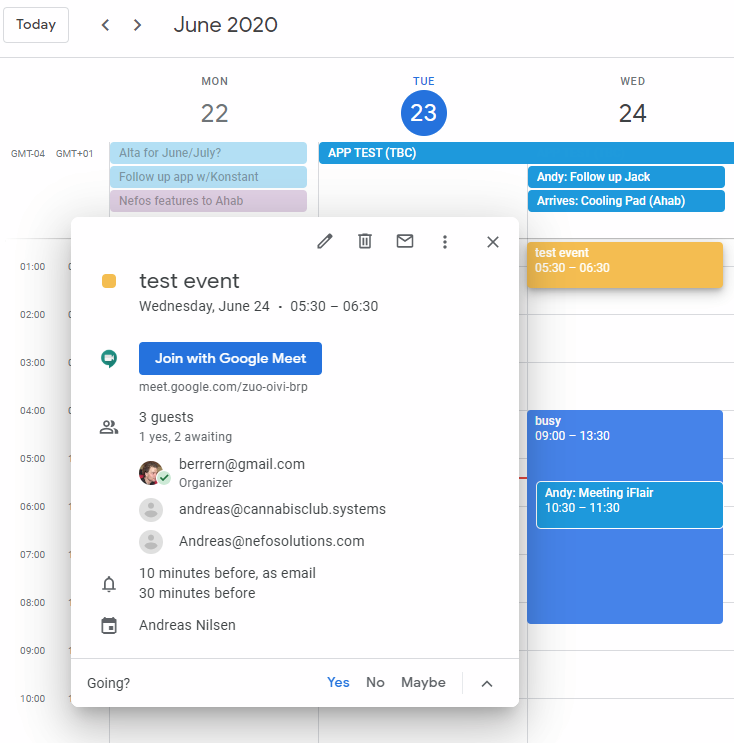 Today
June 2020
MON
TUE
WED
22
23
24
GMT-04 GMT+01
Alta for June/July?
APP TEST (TBC)
Follow up app w/Konstant
Andy: Follow up Jack
Nefos features to Ahab
Arrives: Cooling Pad (Ahab)
01:00
02:00
03:00
04:00
05:00
06:00
07:00
08:00
09:00
10:00
test event
Wednesday, June 24 • 05:30 – 06:30
Join with Google Meet
meet.google.com/zuo-oivi-brp
3 guests
1 yes, 2 awaiting
berrern@gmail.com
Organizer
andreas@cannabisclub.systems
Andreas@nefosolutions.com
10 minutes before, as email
30 minutes before
Andreas Nilsen
Going?
Yes No Maybe
test event
05:30 – 06:30
busy
09:00 – 13:30
Andy: Meeting iFlair
10:30 – 11:30